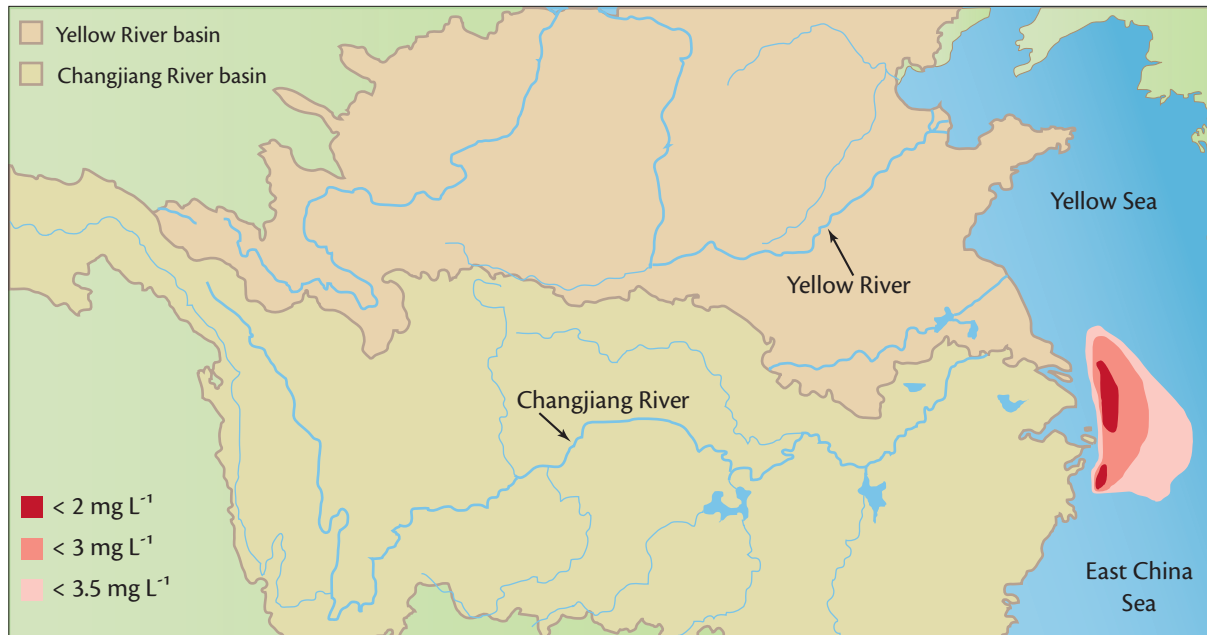 Yellow River basin
Changjiang River basin
Yellow Sea
Yellow River
Changjiang River
< 2 mg L⁻¹
< 3 mg L⁻¹
< 3.5 mg L⁻¹
East China
Sea